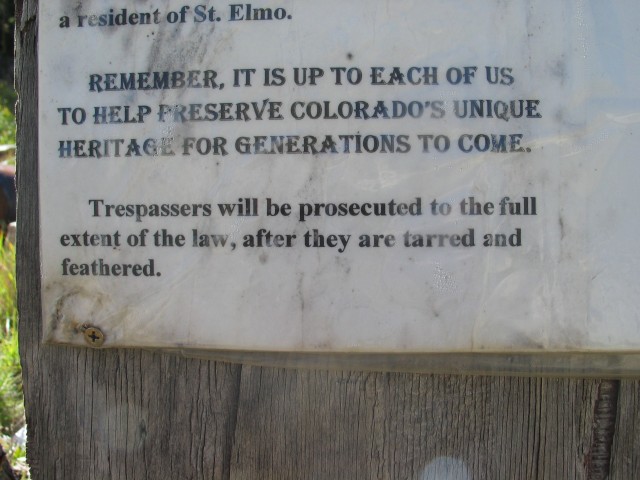 a resident of St. Elmo.
REMEMBER, IT IS UP TO EACH OF US
TO HELP PRESERVE COLORADO'S UNIQUE
HERITAGE FOR GENERATIONS TO COME.
Trespassers will be prosecuted to the full
extent of the law, after they are tarred and
feathered.